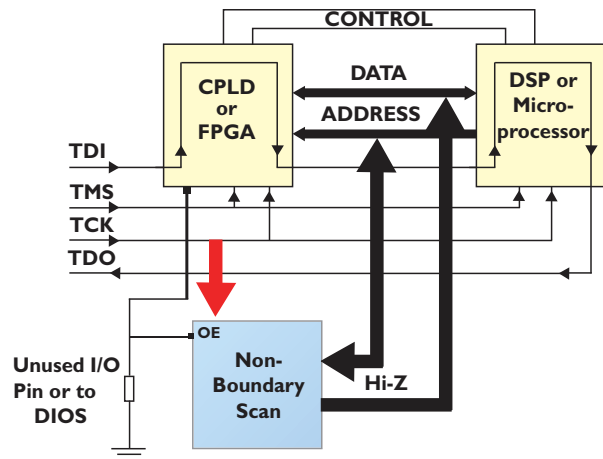 CONTROL
CPLD
or
FPGA
DATA
ADDRESS
DSP or
Micro-
processor
TDI
TMS
TCK
TDO
OE
Non-
Boundary
Scan
Hi-Z
Unused I/O
Pin or to
DIOS